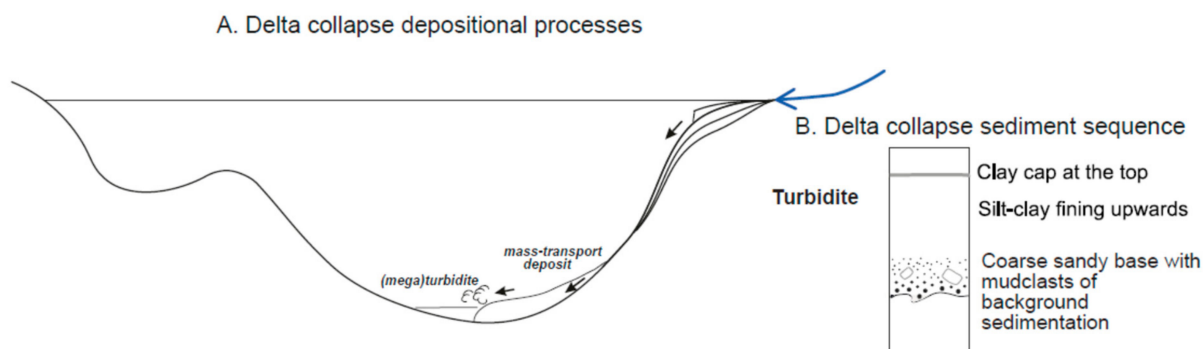 A. Delta collapse depositional processes
B. Delta collapse sediment sequence
Turbidite
Clay cap at the top
Silt-clay fining upwards
Coarse sandy base with
mudclasts of
background
sedimentation
mass-transport
deposit
(mega)turbidite